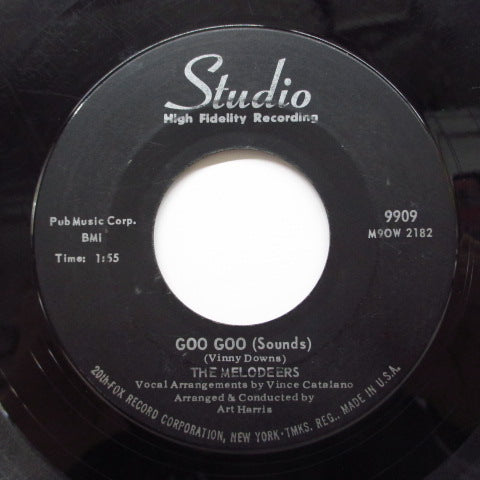 Studio
High Fidelity Recording
Pub Music Corp.
BMI
Time: 1:55
9909
M9OW 2182
GOO GOO (Sounds)
(Vinny Downs)
THE MELODEERS
Vocal Arrangements by Vince Catalano
Arranged & Conducted by
Art Harris
20th-FOX RECORD CORPORATION, NEW YORK • TMKS. REG., MADE IN U.S.A.